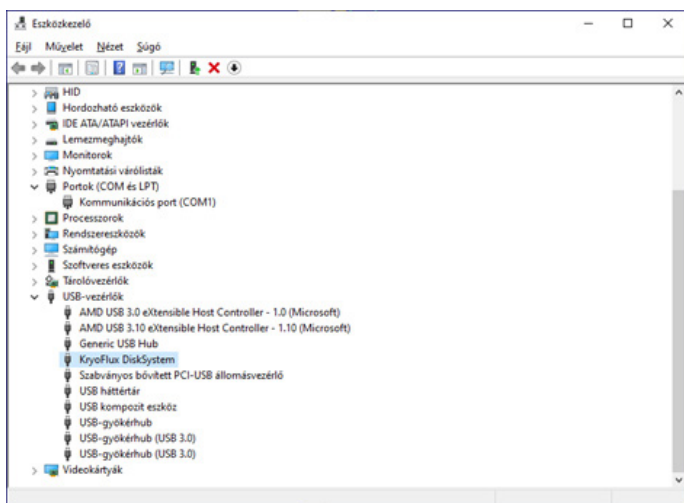 Eszközkezelő
Fájl Művelet Nézet Súgó
HID
Hordozható eszközök
IDE ATA/ATAPI vezérlők
Lemezmeghajtók
Monitorok
Nyomtatási várólisták
Portok (COM és LPT)
Kommunikációs port (COM1)
Processzorok
Rendszereszközök
Számítógép
Szoftveres eszközök
Tárolóvezérlők
USB-vezérlők
AMD USB 3.0 eXtensible Host Controller - 1.0 (Microsoft)
AMD USB 3.10 eXtensible Host Controller - 1.10 (Microsoft)
Generic USB Hub
KryoFlux DiskSystem
Szabványos bővített PCI-USB állomásvezérlő
USB háttértár
USB kompozit eszköz
USB-gyökérhub
USB-gyökérhub (USB 3.0)
USB-gyökérhub (USB 3.0)
Videokártyák